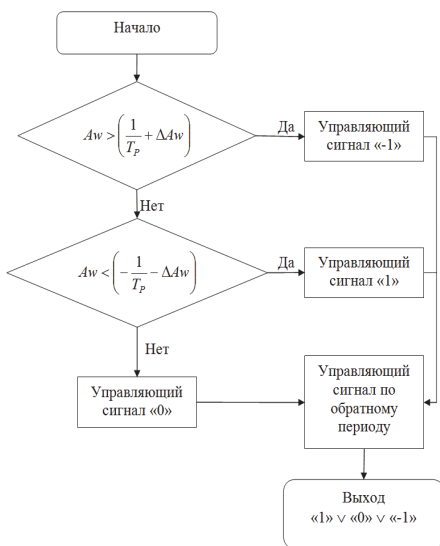 Начало
Aw > (1/T_P + ΔAw)
Да
Управляющий
сигнал «-1»
Нет
Aw < (-1/T_P - ΔAw)
Да
Управляющий
сигнал «1»
Нет
Управляющий
сигнал «0»
Управляющий
сигнал по
обратному
периоду
Выход
«1» ∨ «0» ∨ «-1»